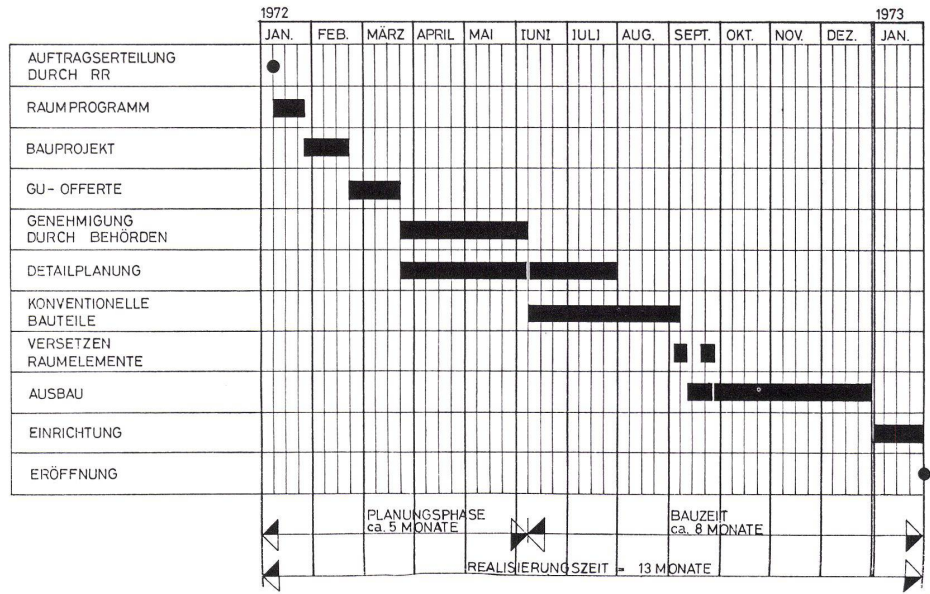 1972 1973
JAN. FEB. MÄRZ APRIL MAI IUNI IULI AUG. SEPT. OKT. NOV. DEZ. JAN.
AUFTRAGSERTEILUNG
DURCH RR
RAUMPROGRAMM
BAUPROJEKT
GU-OFFERTE
GENEHMIGUNG
DURCH BEHÖRDEN
DETAILPLANUNG
KONVENTIONELLE
BAUTEILE
VERSETZEN
RAUMELEMENTE
AUSBAU
EINRICHTUNG
ERÖFFNUNG
PLANUNGSPHASE BAUZEIT
ca. 5 MONATE ca. 8 MONATE
REALISIERUNGSZEIT = 13 MONATE